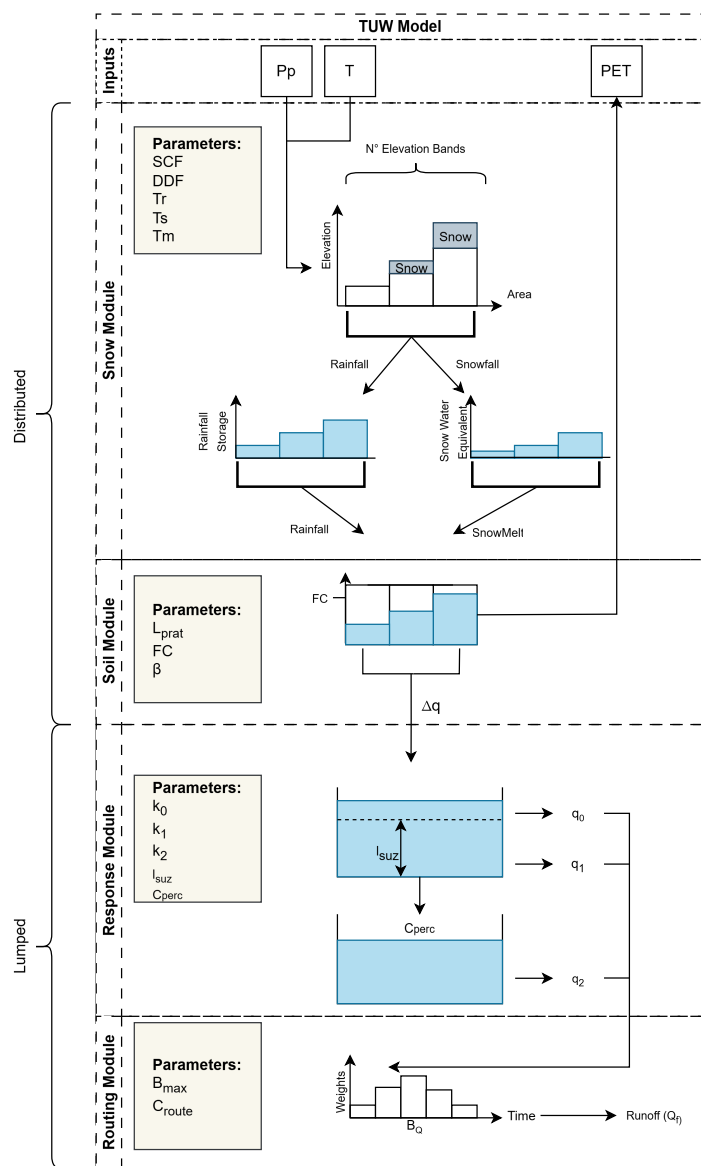 TUW Model
Inputs
Pp
T
PET
Distributed
Snow Module
Parameters:
SCF
DDF
Tr
Ts
Tm
N° Elevation Bands
Elevation
Snow
Snow
Area
Rainfall
Snowfall
Rainfall
Storage
Snow Water
Equivalent
Rainfall
SnowMelt
Soil Module
Parameters:
Lprat
FC
β
FC
Δq
Lumped
Response Module
Parameters:
k0
k1
k2
lsuz
Cperc
lsuz
q0
q1
Cperc
q2
Routing Module
Parameters:
Bmax
Croute
Weights
BQ
Time
Runoff (Qf)